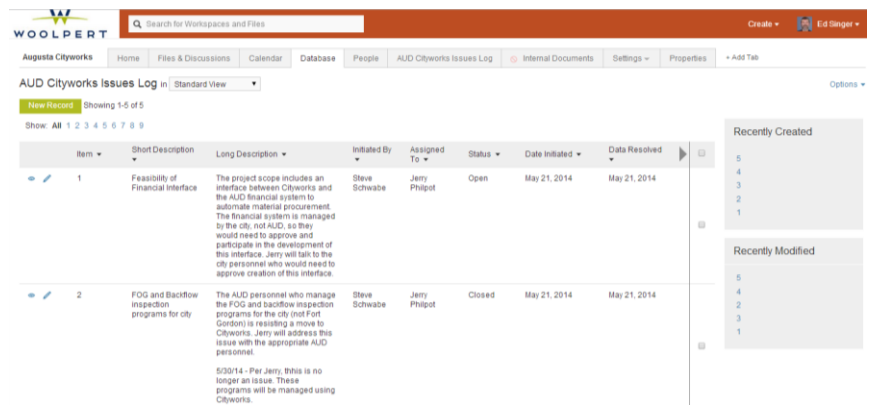 WOOLPERT
Search for Workspaces and Files
Create
Ed Singer
Augusta Cityworks
Home
Files & Discussions
Calendar
Database
People
AUD Cityworks Issues Log
Internal Documents
Settings
Properties
+ Add Tab
AUD Cityworks Issues Log in Standard View
Options
New Record Showing 1-5 of 5
Show: All 1 2 3 4 5 6 7 8 9
Item
Short Description
Long Description
Initiated By
Assigned
To
Status
Date Initiated
Data Resolved
1
Feasibility of
Financial Interface
The project scope includes an
interface between Cityworks and
the AUD financial system to
automate material procurement.
The financial system is managed
by the city, not AUD, so they
would need to approve and
participate in the development of
this interface. Jerry will talk to the
city personnel who would need to
approve creation of this interface.
Steve
Schwabe
Jerry
Philpot
Open
May 21, 2014
May 21, 2014
2
FOG and Backflow
inspection
programs for city
The AUD personnel who manage
the FOG and backflow inspection
programs for the city (not Fort
Gordon) is resisting a move to
Cityworks. Jerry will address this
issue with the appropriate AUD
personnel.
5/30/14 - Per Jerry, thhis is no
longer an issue. These
programs will be managed using
Cityworks.
Steve
Schwabe
Jerry
Philpot
Closed
May 21, 2014
May 21, 2014
Recently Created
5
4
3
2
1
Recently Modified
5
4
2
3
1